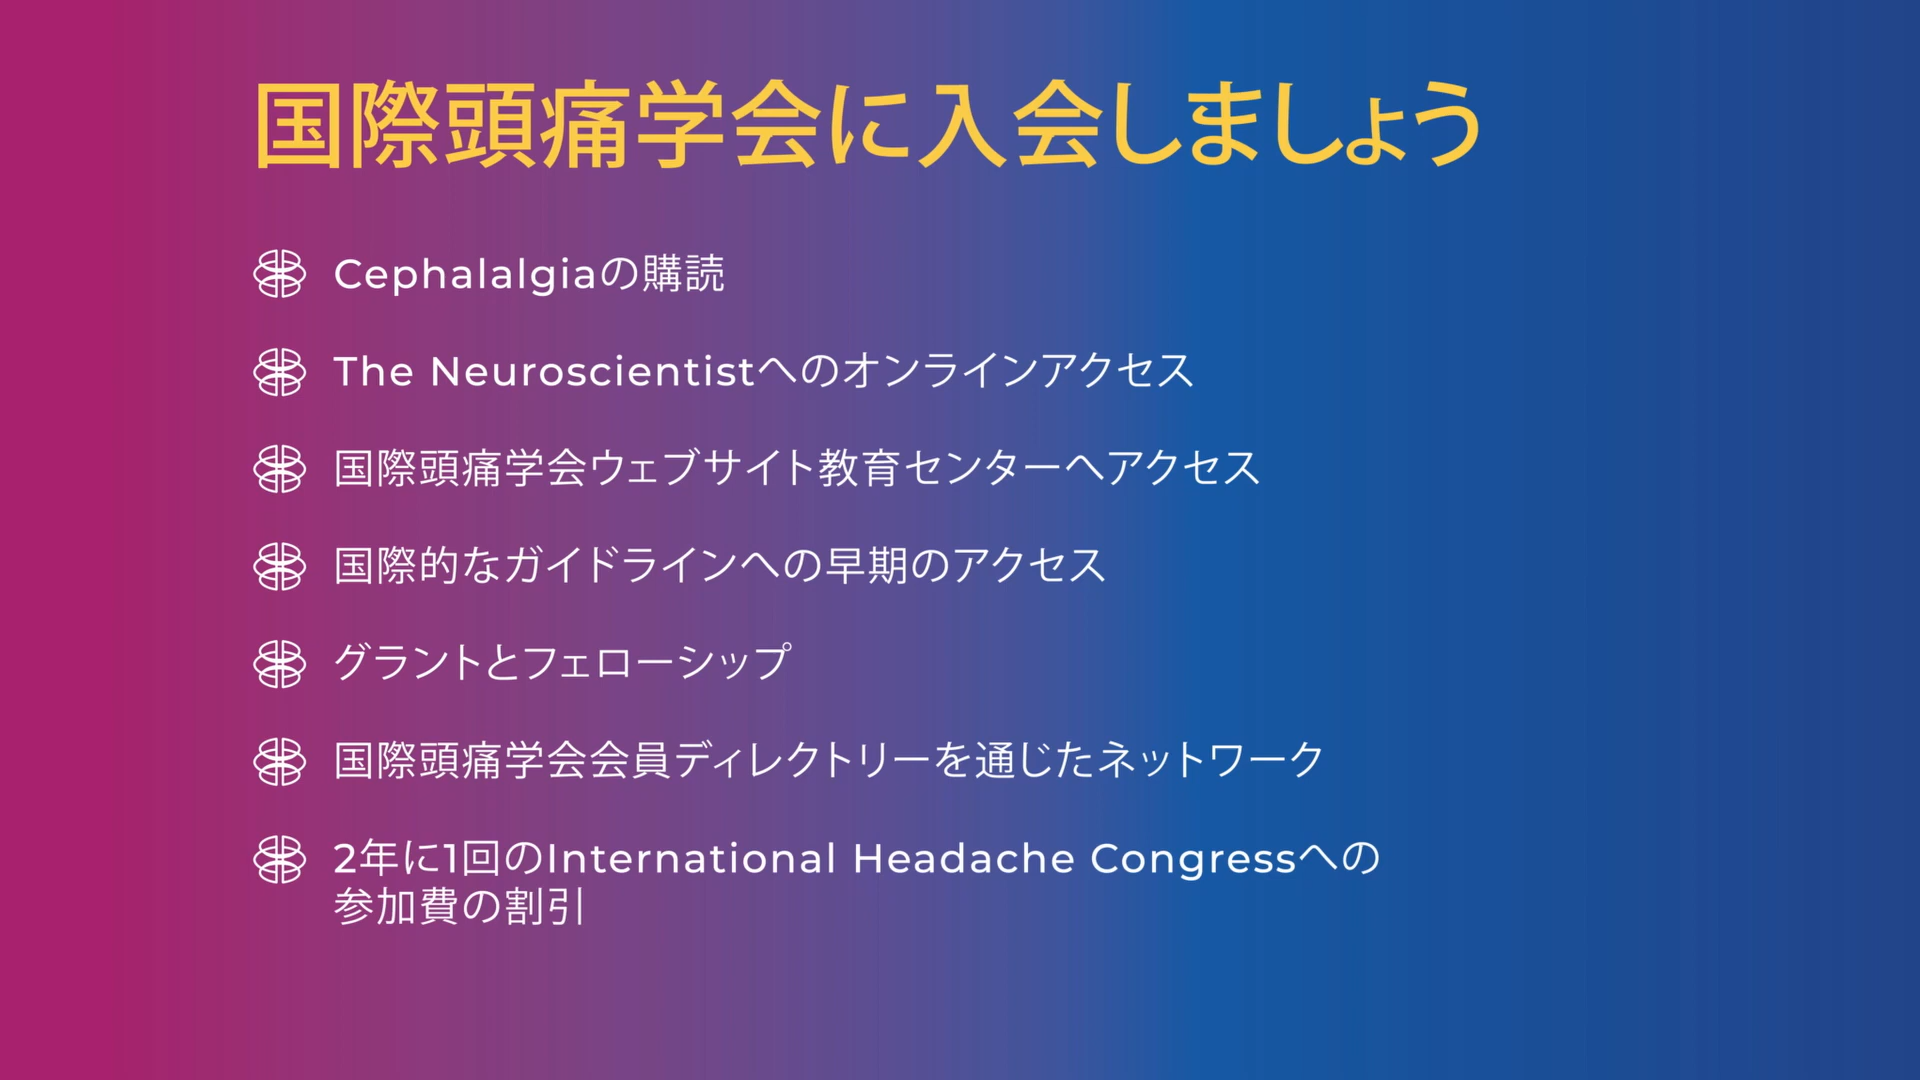 国際頭痛学会に入会しましょう
Cephalalgiaの購読
The Neuroscientistへのオンラインアクセス
国際頭痛学会ウェブサイト教育センターへアクセス
国際的なガイドラインへの早期のアクセス
グラントとフェローシップ
国際頭痛学会会員ディレクトリーを通じたネットワーク
2年に1回のInternational Headache Congressへの
参加費の割引